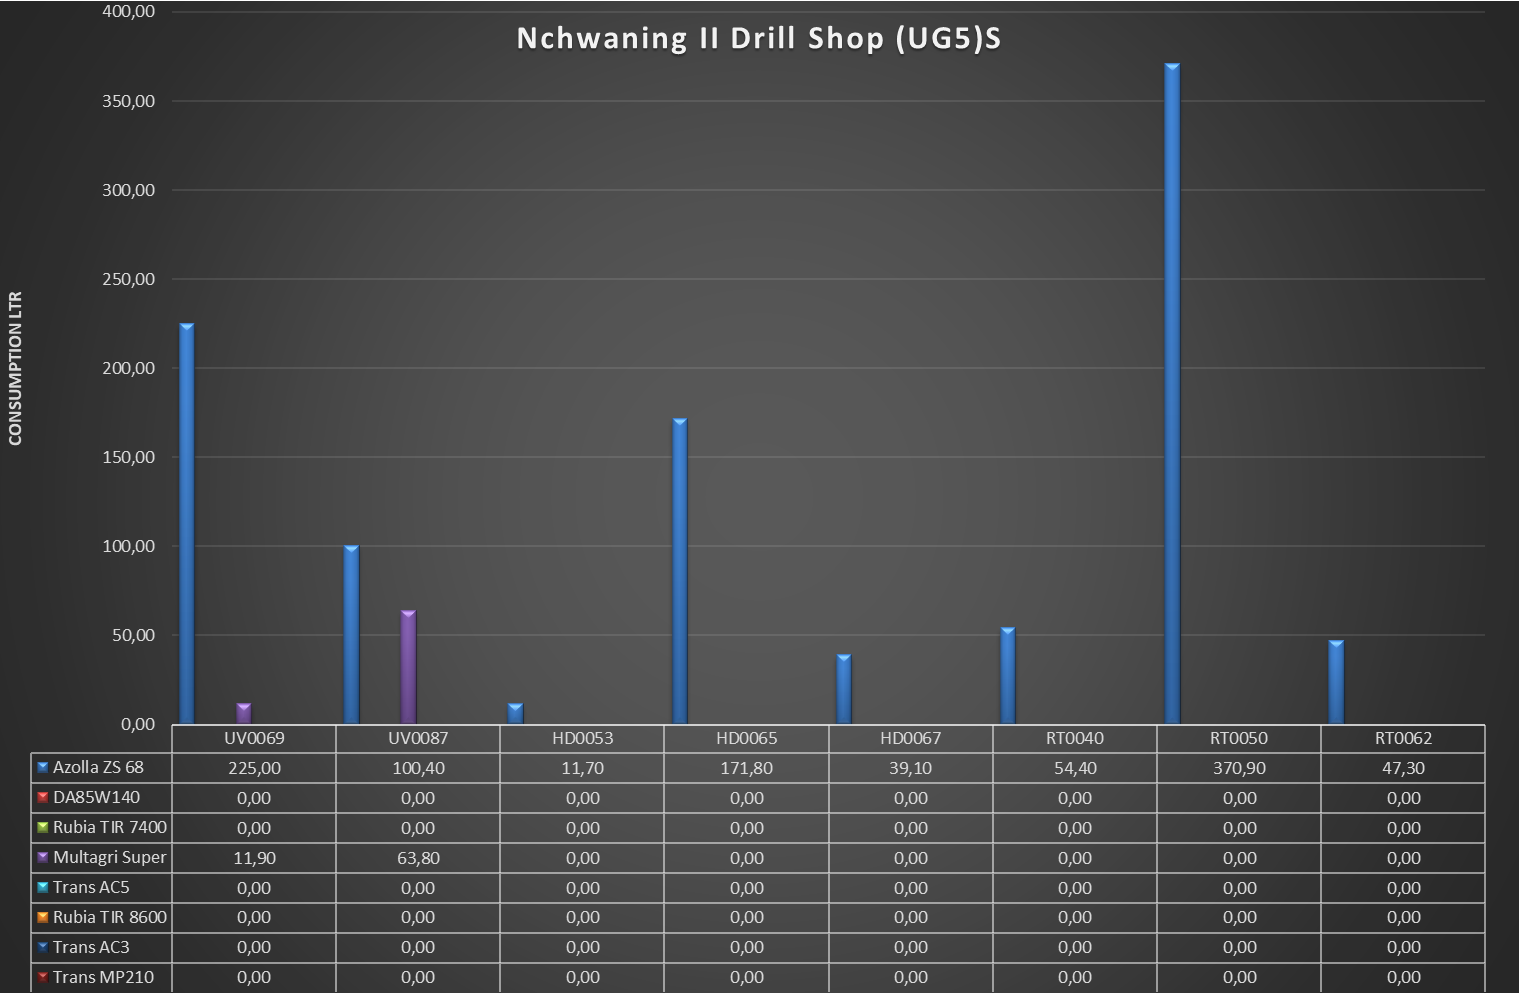 Nchwaning II Drill Shop (UG5)S
CONSUMPTION LTR
400,00
350,00
300,00
250,00
200,00
150,00
100,00
50,00
0,00
UV0069 UV0087 HD0053 HD0065 HD0067 RT0040 RT0050 RT0062
Azolla ZS 68 225,00 100,40 11,70 171,80 39,10 54,40 370,90 47,30
DA85W140 0,00 0,00 0,00 0,00 0,00 0,00 0,00 0,00
Rubia TIR 7400 0,00 0,00 0,00 0,00 0,00 0,00 0,00 0,00
Multagri Super 11,90 63,80 0,00 0,00 0,00 0,00 0,00 0,00
Trans AC5 0,00 0,00 0,00 0,00 0,00 0,00 0,00 0,00
Rubia TIR 8600 0,00 0,00 0,00 0,00 0,00 0,00 0,00 0,00
Trans AC3 0,00 0,00 0,00 0,00 0,00 0,00 0,00 0,00
Trans MP210 0,00 0,00 0,00 0,00 0,00 0,00 0,00 0,00